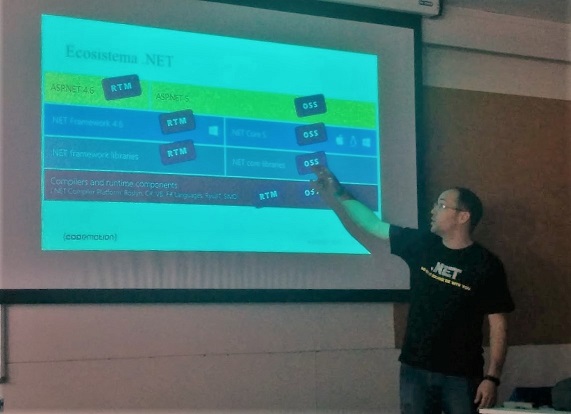 Ecosistema .NET
ASP.NET 4.6 RTM ASP.NET 5 OSS
.NET Framework 4.6 RTM .NET Core 5 OSS
.NET framework libraries RTM .NET core libraries OSS
Compilers and runtime components
RTM OSS
{codemotion}
.NET